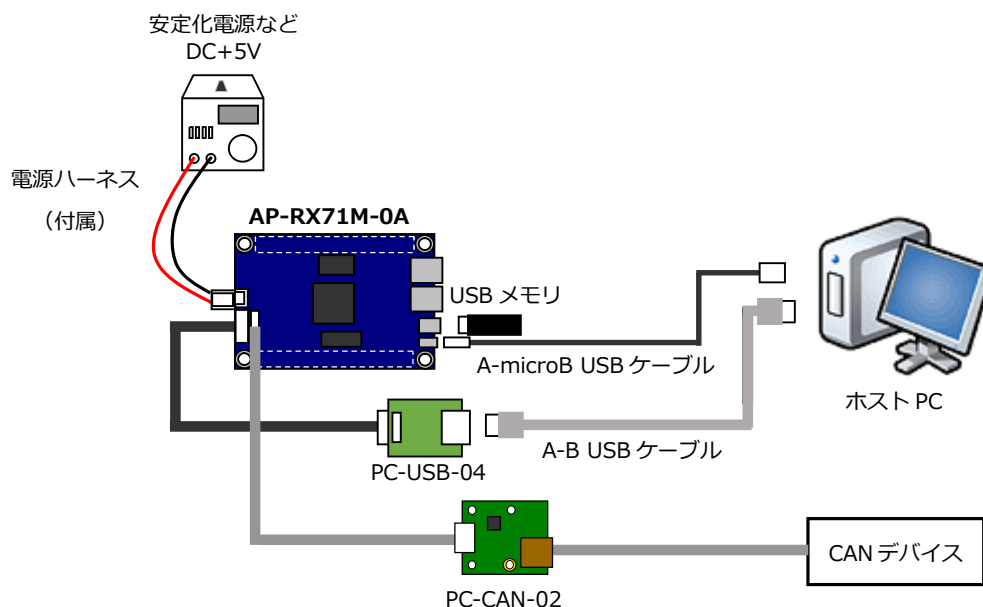 安定化電源など
DC+5V
電源ハーネス
（付属）
AP-RX71M-0A
USB メモリ
A-microB USB ケーブル
ホスト PC
A-B USB ケーブル
PC-USB-04
CAN デバイス
PC-CAN-02